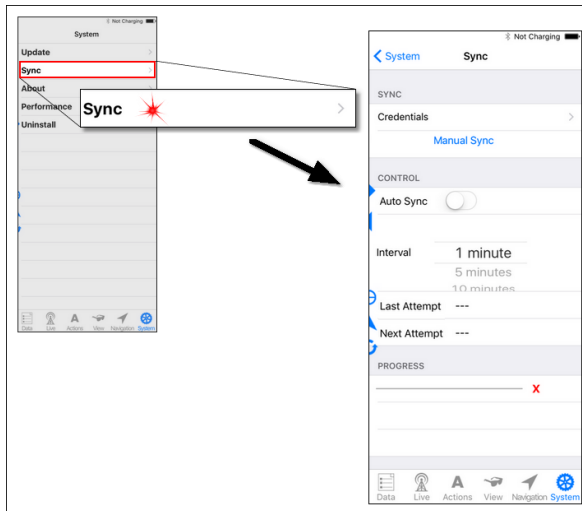 Not Charging
System
Update
Sync
About
Performance
Uninstall
Sync
Data Live Actions View Navigation System
Not Charging
System Sync
SYNC
Credentials
Manual Sync
CONTROL
Auto Sync
Interval 1 minute
5 minutes
10 minutes
Last Attempt ---
Next Attempt ---
PROGRESS
X
Data Live Actions View Navigation System